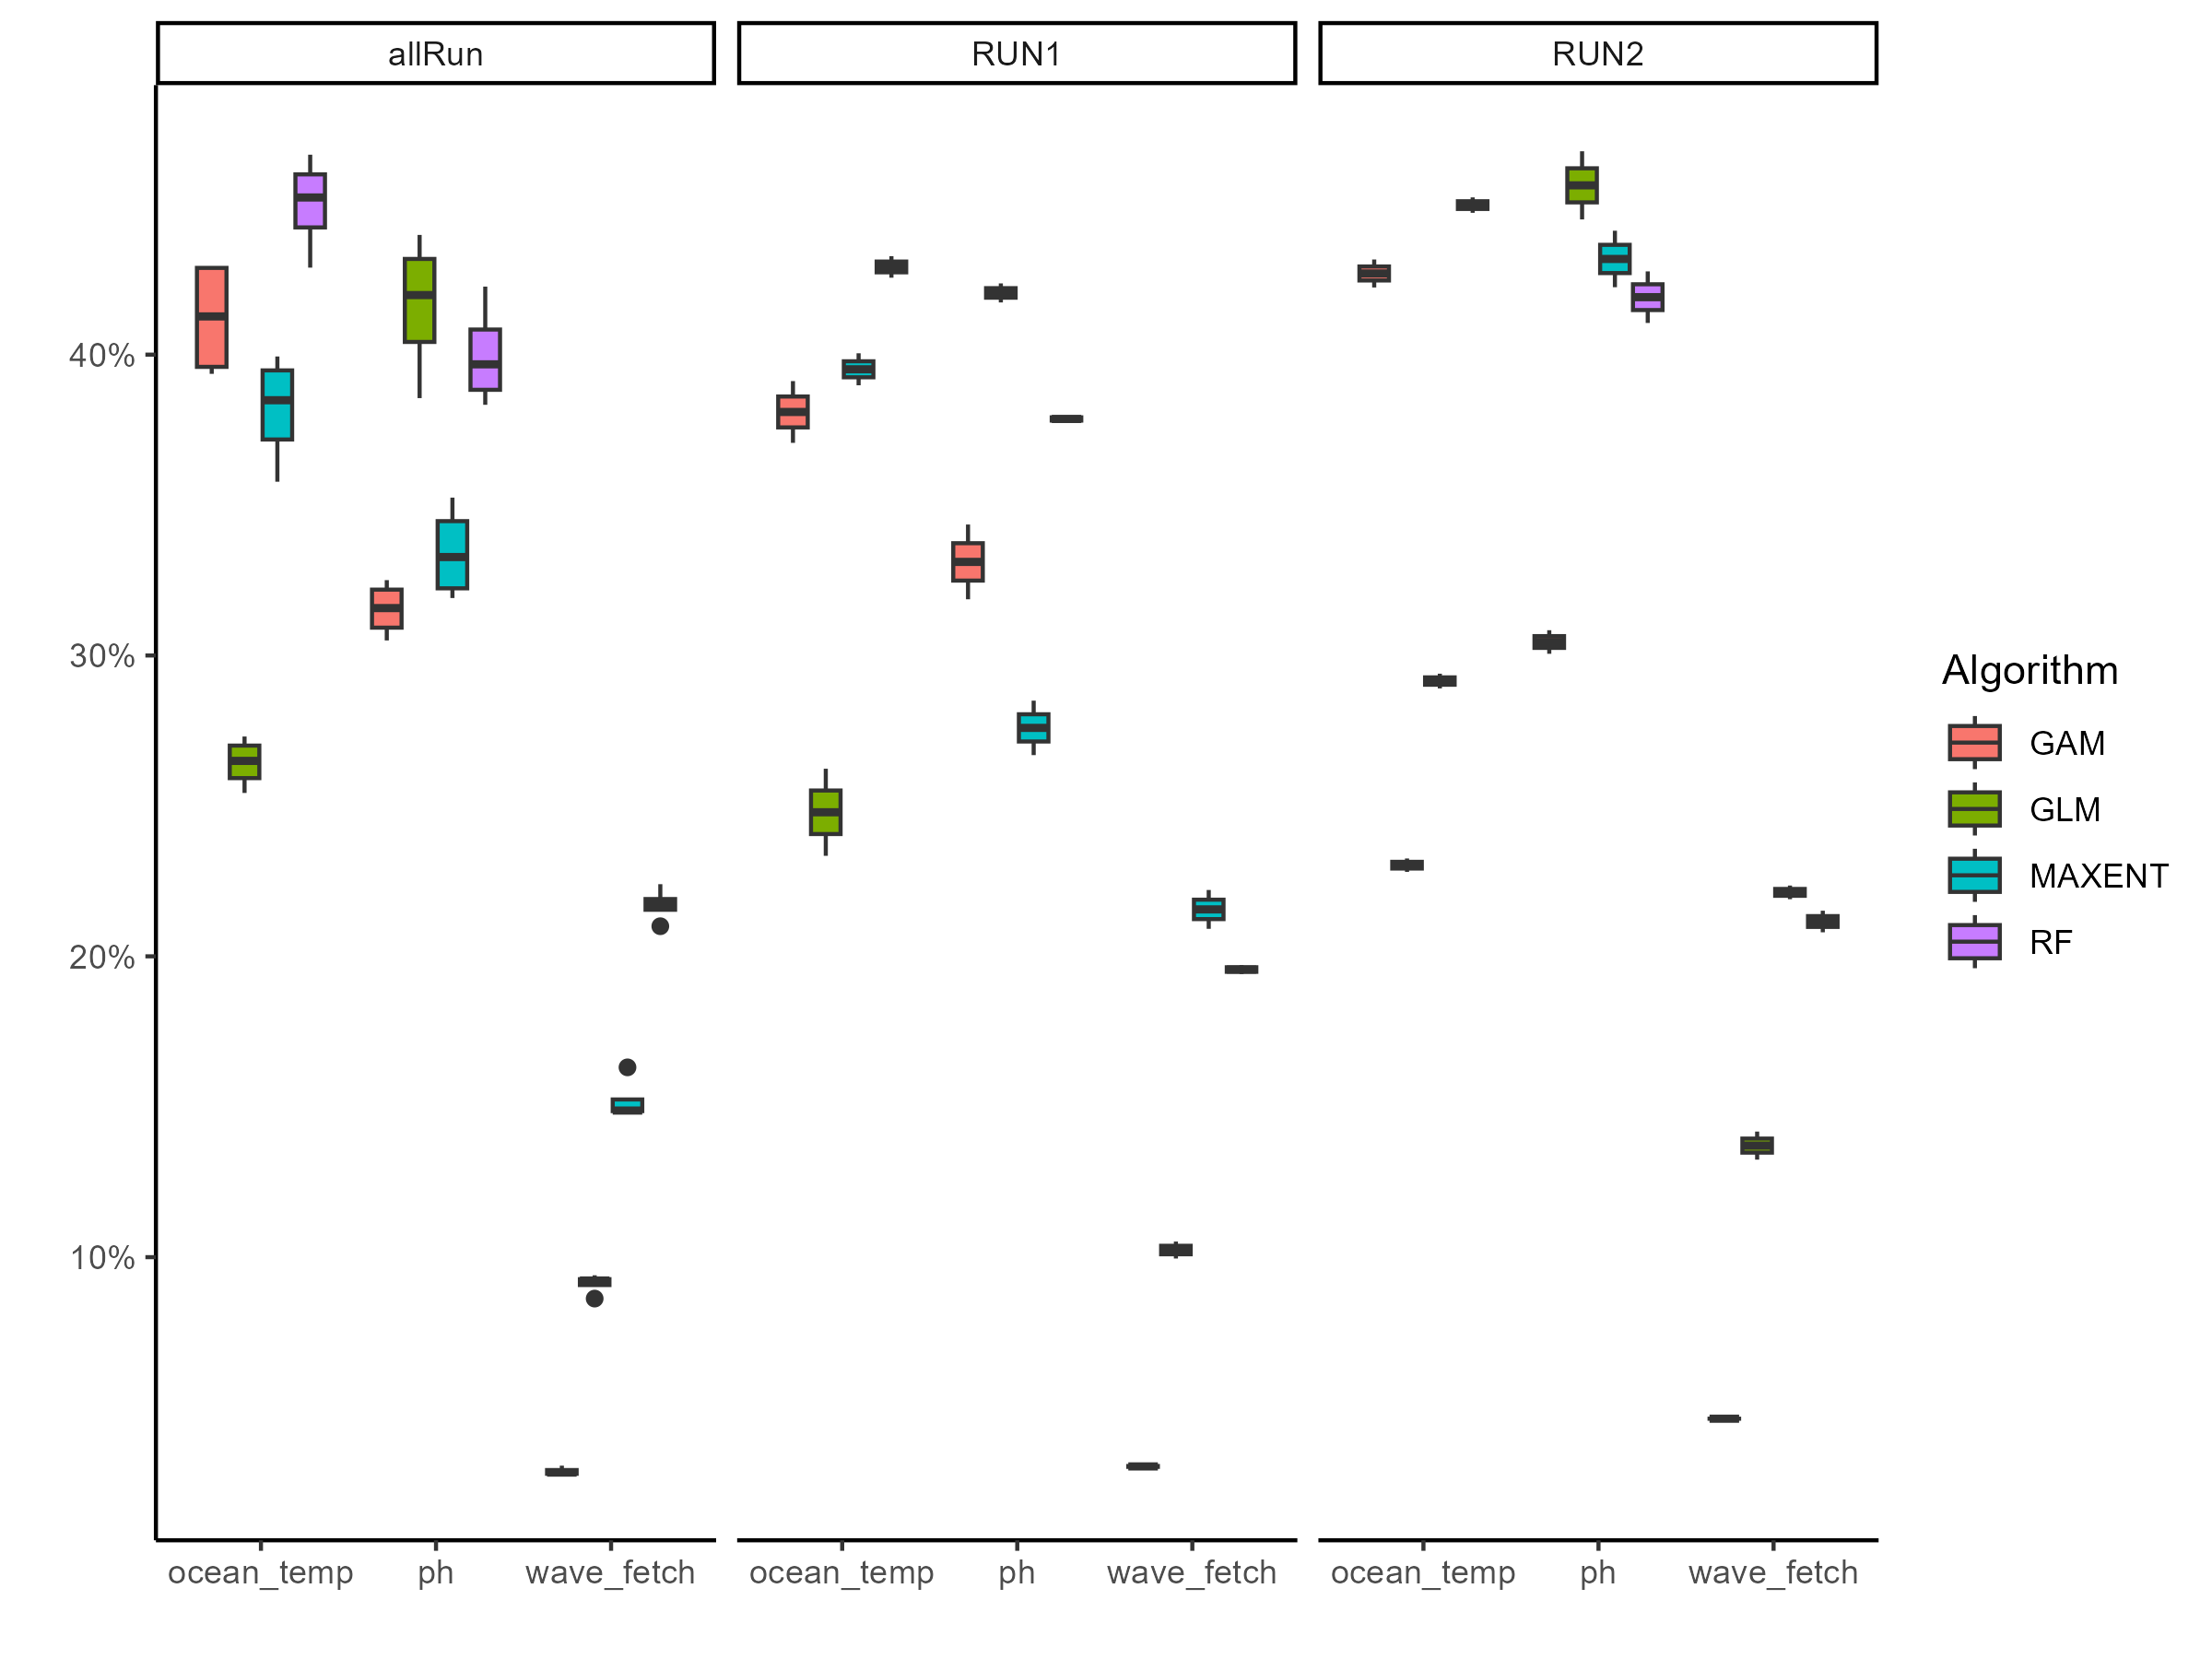 allRun RUN1 RUN2
40%
30%
20%
10%
ocean_temp ph wave_fetch ocean_temp ph wave_fetch ocean_temp ph wave_fetch
Algorithm
GAM
GLM
MAXENT
RF